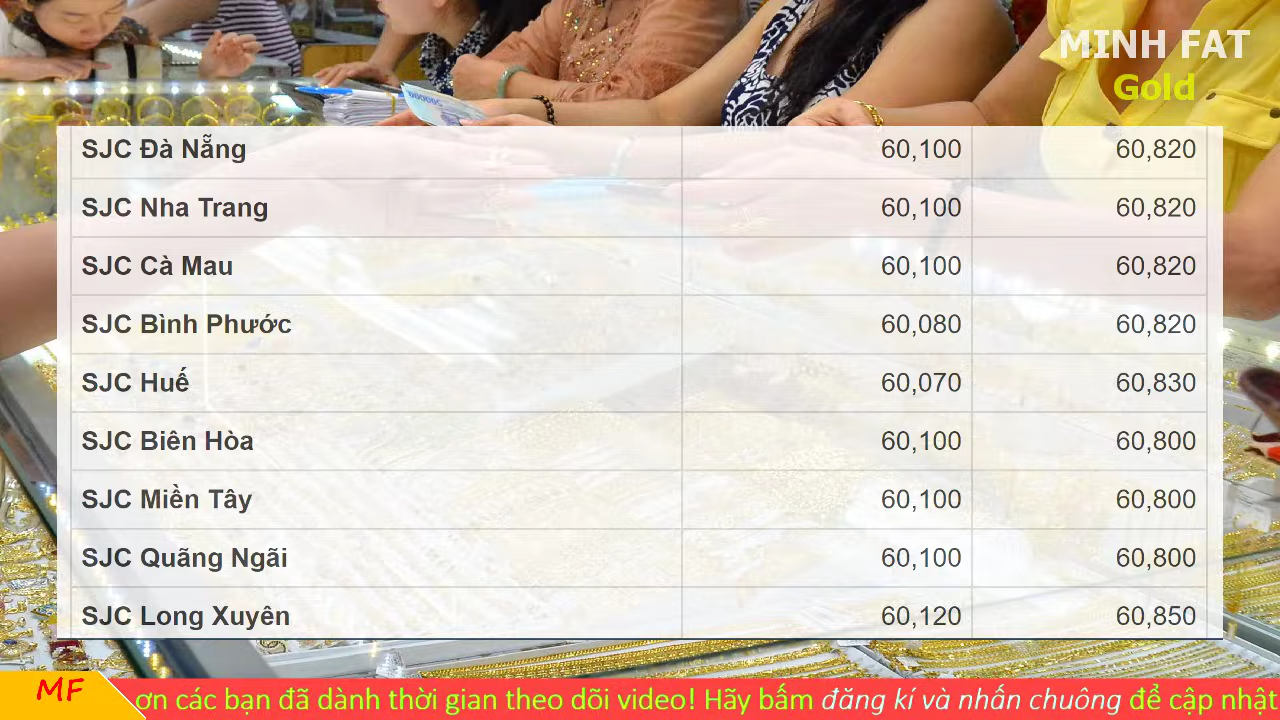 MINH FAT
Gold
SJC Đà Nẵng 60,100 60,820
SJC Nha Trang 60,100 60,820
SJC Cà Mau 60,100 60,820
SJC Bình Phước 60,080 60,820
SJC Huế 60,070 60,830
SJC Biên Hòa 60,100 60,800
SJC Miền Tây 60,100 60,800
SJC Quãng Ngãi 60,100 60,800
SJC Long Xuyên 60,120 60,850
MF
ơn các bạn đã dành thời gian theo dõi video! Hãy bấm đăng kí và nhấn chuông để cập nhật